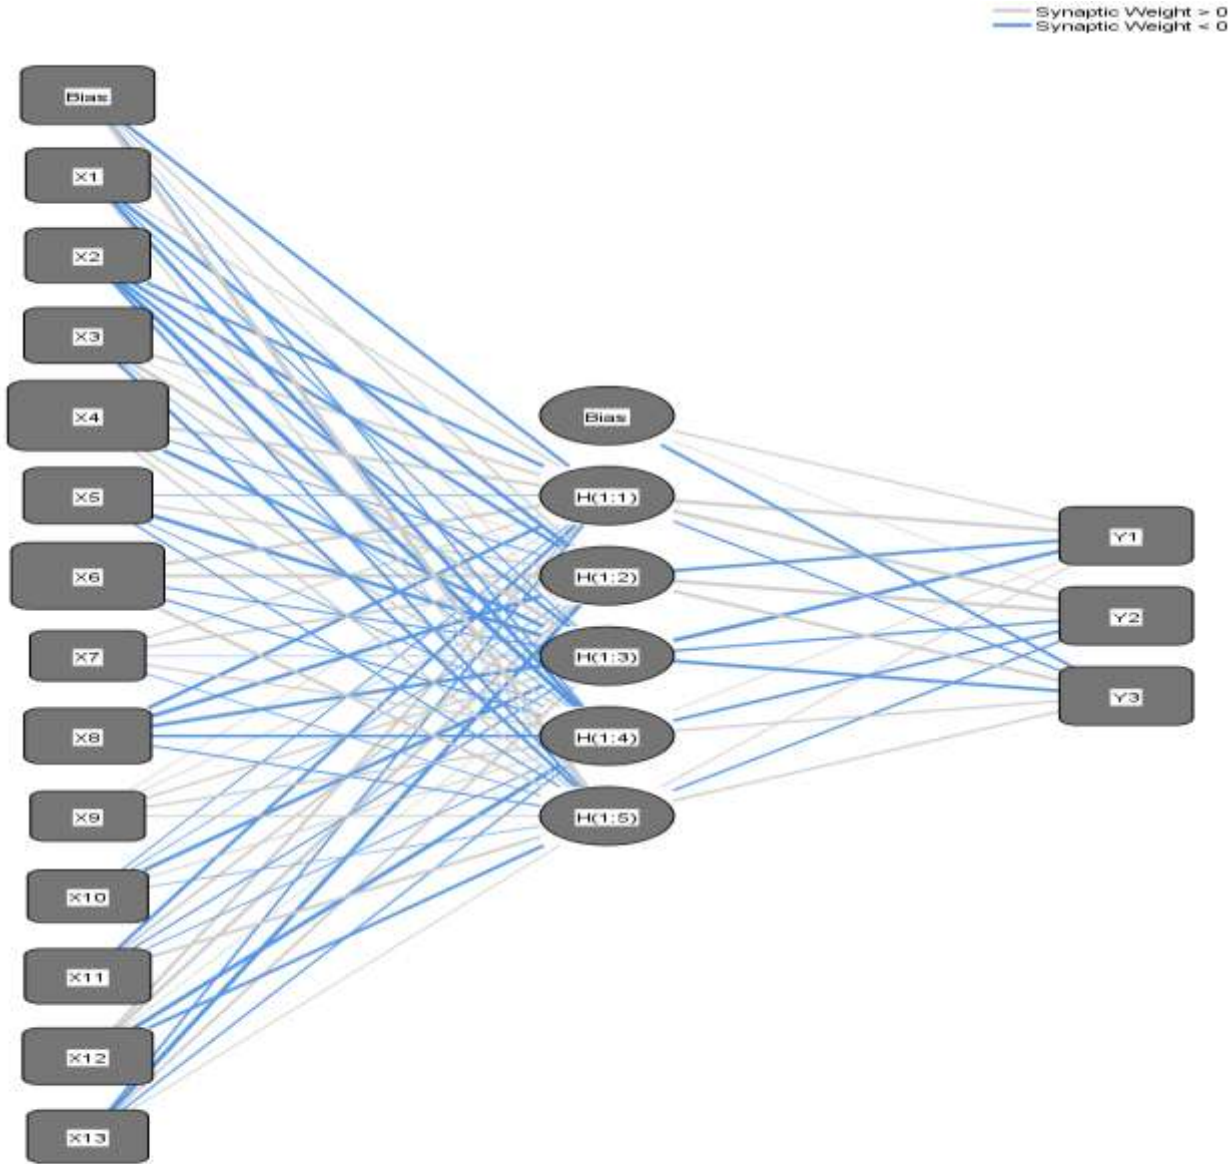 Synaptic Weight > 0
Synaptic Weight < 0
Bias
X1
X2
X3
X4
X5
X6
X7
X8
X9
X10
X11
X12
X13
Bias
H(1:1)
H(1:2)
H(1:3)
H(1:4)
H(1:5)
Y1
Y2
Y3